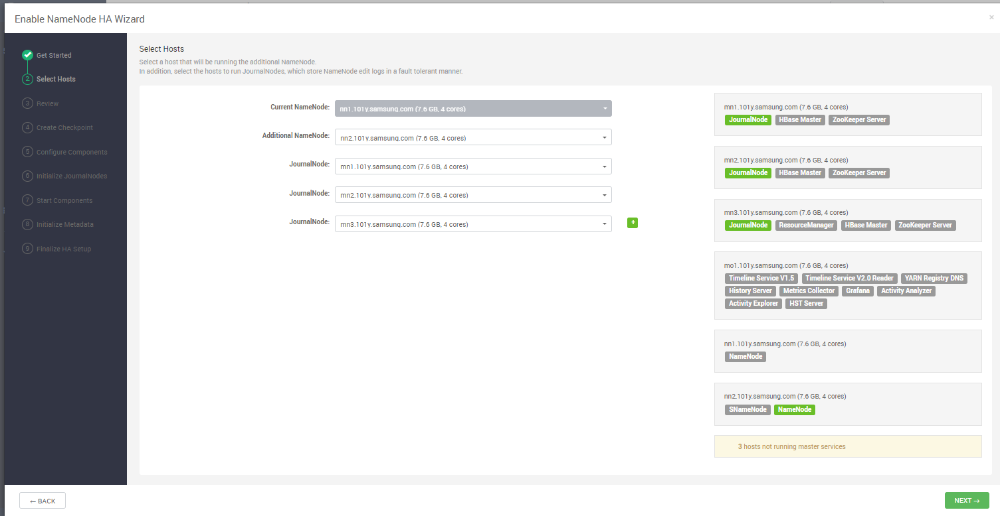 Enable NameNode HA Wizard
×
Get Started
2 Select Hosts
3 Review
4 Create Checkpoint
5 Configure Components
6 Initialize JournalNodes
7 Start Components
8 Initialize Metadata
9 Finalize HA Setup
Select Hosts
Select a host that will be running the additional NameNode.
In addition, select the hosts to run JournalNodes, which store NameNode edit logs in a fault tolerant manner.
Current NameNode: nn1.101y.samsung.com (7.6 GB, 4 cores)
Additional NameNode: nn2.101y.samsung.com (7.6 GB, 4 cores)
JournalNode: mn1.101y.samsung.com (7.6 GB, 4 cores)
JournalNode: mn2.101y.samsung.com (7.6 GB, 4 cores)
JournalNode: mn3.101y.samsung.com (7.6 GB, 4 cores) +
mn1.101y.samsung.com (7.6 GB, 4 cores)
JournalNode HBase Master ZooKeeper Server
mn2.101y.samsung.com (7.6 GB, 4 cores)
JournalNode HBase Master ZooKeeper Server
mn3.101y.samsung.com (7.6 GB, 4 cores)
JournalNode ResourceManager HBase Master ZooKeeper Server
mo1.101y.samsung.com (7.6 GB, 4 cores)
Timeline Service V1.5 Timeline Service V2.0 Reader YARN Registry DNS
History Server Metrics Collector Grafana Activity Analyzer
Activity Explorer HST Server
nn1.101y.samsung.com (7.6 GB, 4 cores)
NameNode
nn2.101y.samsung.com (7.6 GB, 4 cores)
SNameNode NameNode
3 hosts not running master services
← BACK
NEXT →